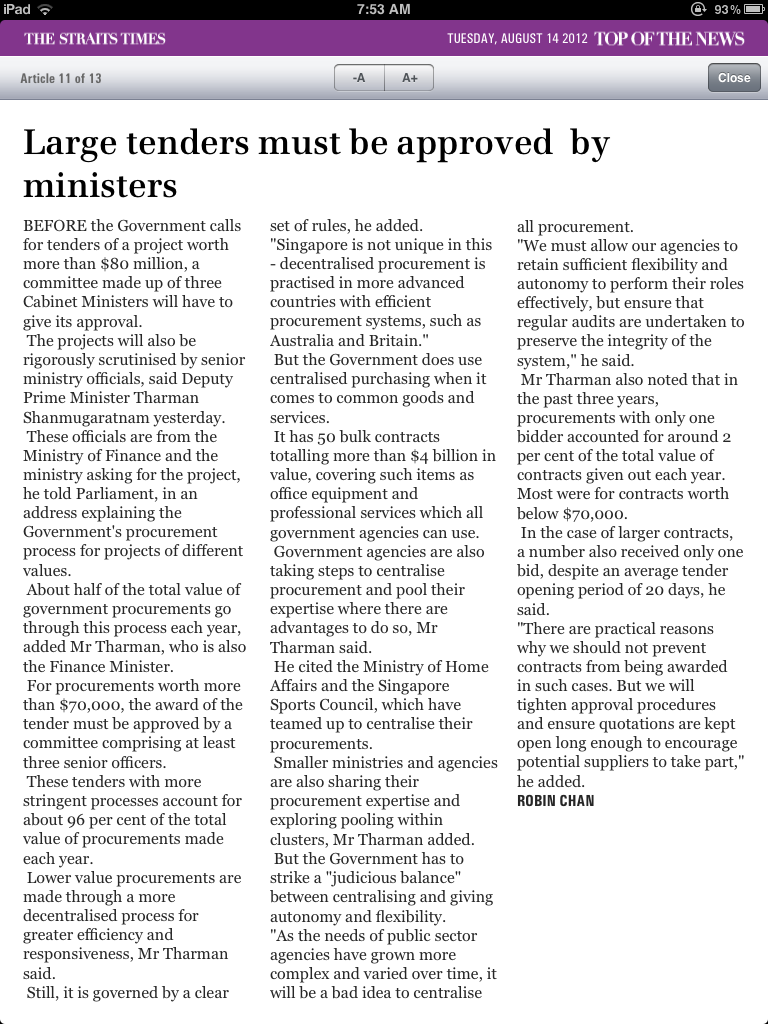 iPad
7:53 AM
93%
THE STRAITS TIMES
TUESDAY, AUGUST 14 2012 TOP OF THE NEWS
Article 11 of 13
-A
A+
Close
Large tenders must be approved by
ministers
BEFORE the Government calls
for tenders of a project worth
more than $80 million, a
committee made up of three
Cabinet Ministers will have to
give its approval.
The projects will also be
rigorously scrutinised by senior
ministry officials, said Deputy
Prime Minister Tharman
Shanmugaratnam yesterday.
These officials are from the
Ministry of Finance and the
ministry asking for the project,
he told Parliament, in an
address explaining the
Government's procurement
process for projects of different
values.
About half of the total value of
government procurements go
through this process each year,
added Mr Tharman, who is also
the Finance Minister.
For procurements worth more
than $70,000, the award of the
tender must be approved by a
committee comprising at least
three senior officers.
These tenders with more
stringent processes account for
about 96 per cent of the total
value of procurements made
each year.
Lower value procurements are
made through a more
decentralised process for
greater efficiency and
responsiveness, Mr Tharman
said.
Still, it is governed by a clear
set of rules, he added.
"Singapore is not unique in this
- decentralised procurement is
practised in more advanced
countries with efficient
procurement systems, such as
Australia and Britain."
But the Government does use
centralised purchasing when it
comes to common goods and
services.
It has 50 bulk contracts
totalling more than $4 billion in
value, covering such items as
office equipment and
professional services which all
government agencies can use.
Government agencies are also
taking steps to centralise
procurement and pool their
expertise where there are
advantages to do so, Mr
Tharman said.
He cited the Ministry of Home
Affairs and the Singapore
Sports Council, which have
teamed up to centralise their
procurements.
Smaller ministries and agencies
are also sharing their
procurement expertise and
exploring pooling within
clusters, Mr Tharman added.
But the Government has to
strike a "judicious balance"
between centralising and giving
autonomy and flexibility.
"As the needs of public sector
agencies have grown more
complex and varied over time, it
will be a bad idea to centralise
all procurement.
"We must allow our agencies to
retain sufficient flexibility and
autonomy to perform their roles
effectively, but ensure that
regular audits are undertaken to
preserve the integrity of the
system," he said.
Mr Tharman also noted that in
the past three years,
procurements with only one
bidder accounted for around 2
per cent of the total value of
contracts given out each year.
Most were for contracts worth
below $70,000.
In the case of larger contracts,
a number also received only one
bid, despite an average tender
opening period of 20 days, he
said.
"There are practical reasons
why we should not prevent
contracts from being awarded
in such cases. But we will
tighten approval procedures
and ensure quotations are kept
open long enough to encourage
potential suppliers to take part,"
he added.
ROBIN CHAN